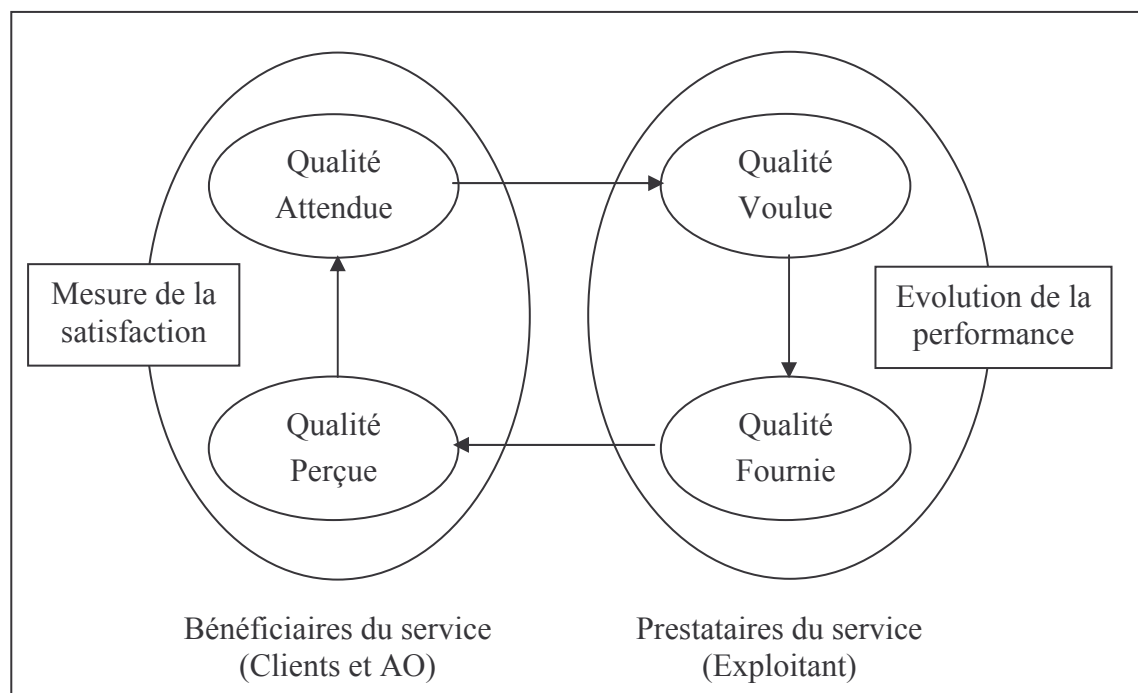 Qualité
Attendue
Qualité
Voulue
Mesure de la
satisfaction
Evolution de la
performance
Qualité
Perçue
Qualité
Fournie
Bénéficiaires du service
(Clients et AO)
Prestataires du service
(Exploitant)